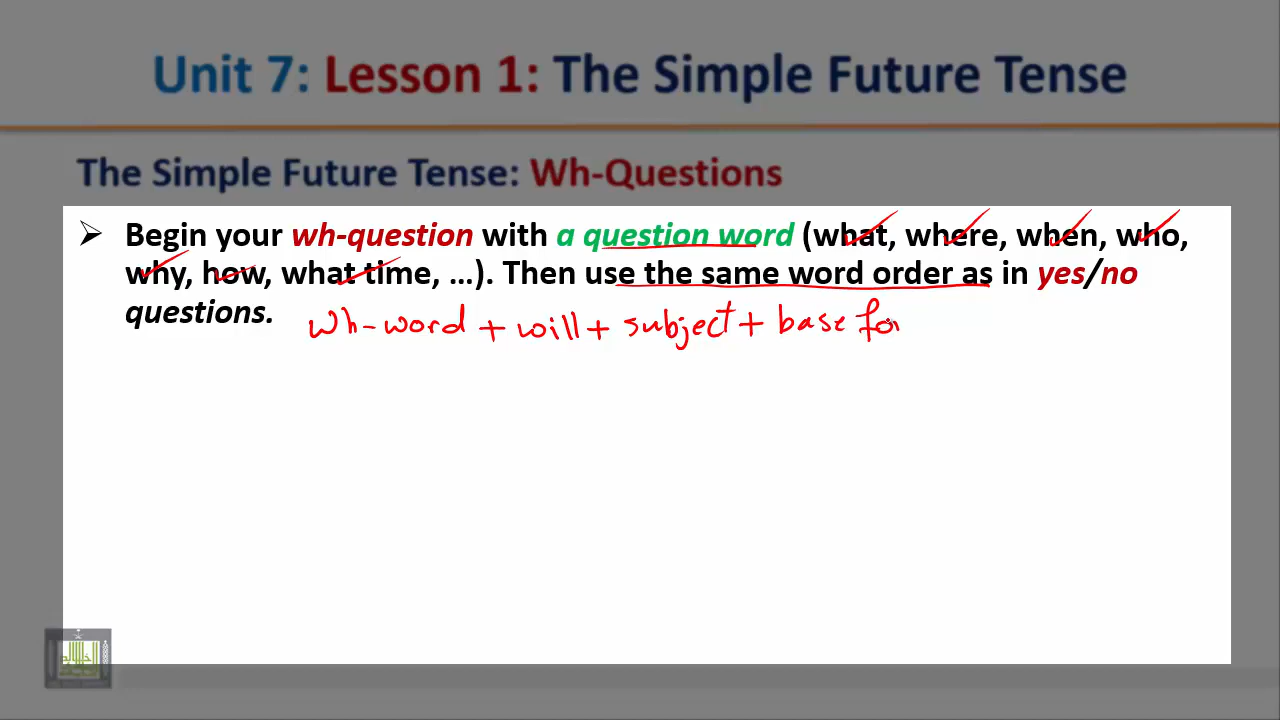 Unit 7: Lesson 1: The Simple Future Tense
The Simple Future Tense: Wh-Questions
➢ Begin your wh-question with a question word (what, where, when, who,
why, how, what time, ...). Then use the same word order as in yes/no
questions.
Wh-word + will + subject + base for